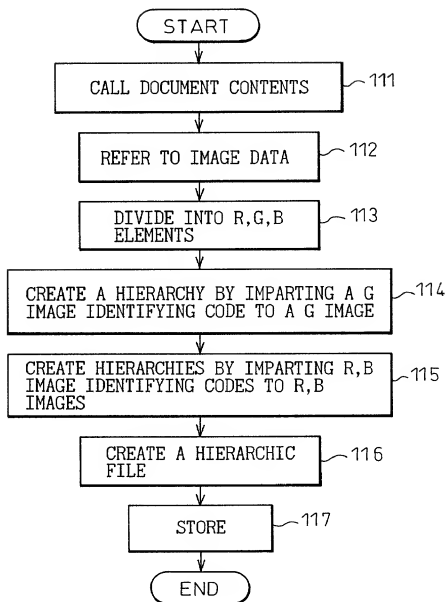 START
CALL DOCUMENT CONTENTS
111
REFER TO IMAGE DATA
112
DIVIDE INTO R,G,B
ELEMENTS
113
CREATE A HIERARCHY BY IMPARTING A G
IMAGE IDENTIFYING CODE TO A G IMAGE
114
CREATE HIERARCHIES BY IMPARTING R,B
IMAGE IDENTIFYING CODES TO R,B
IMAGES
115
CREATE A HIERARCHIC
FILE
116
STORE
117
END